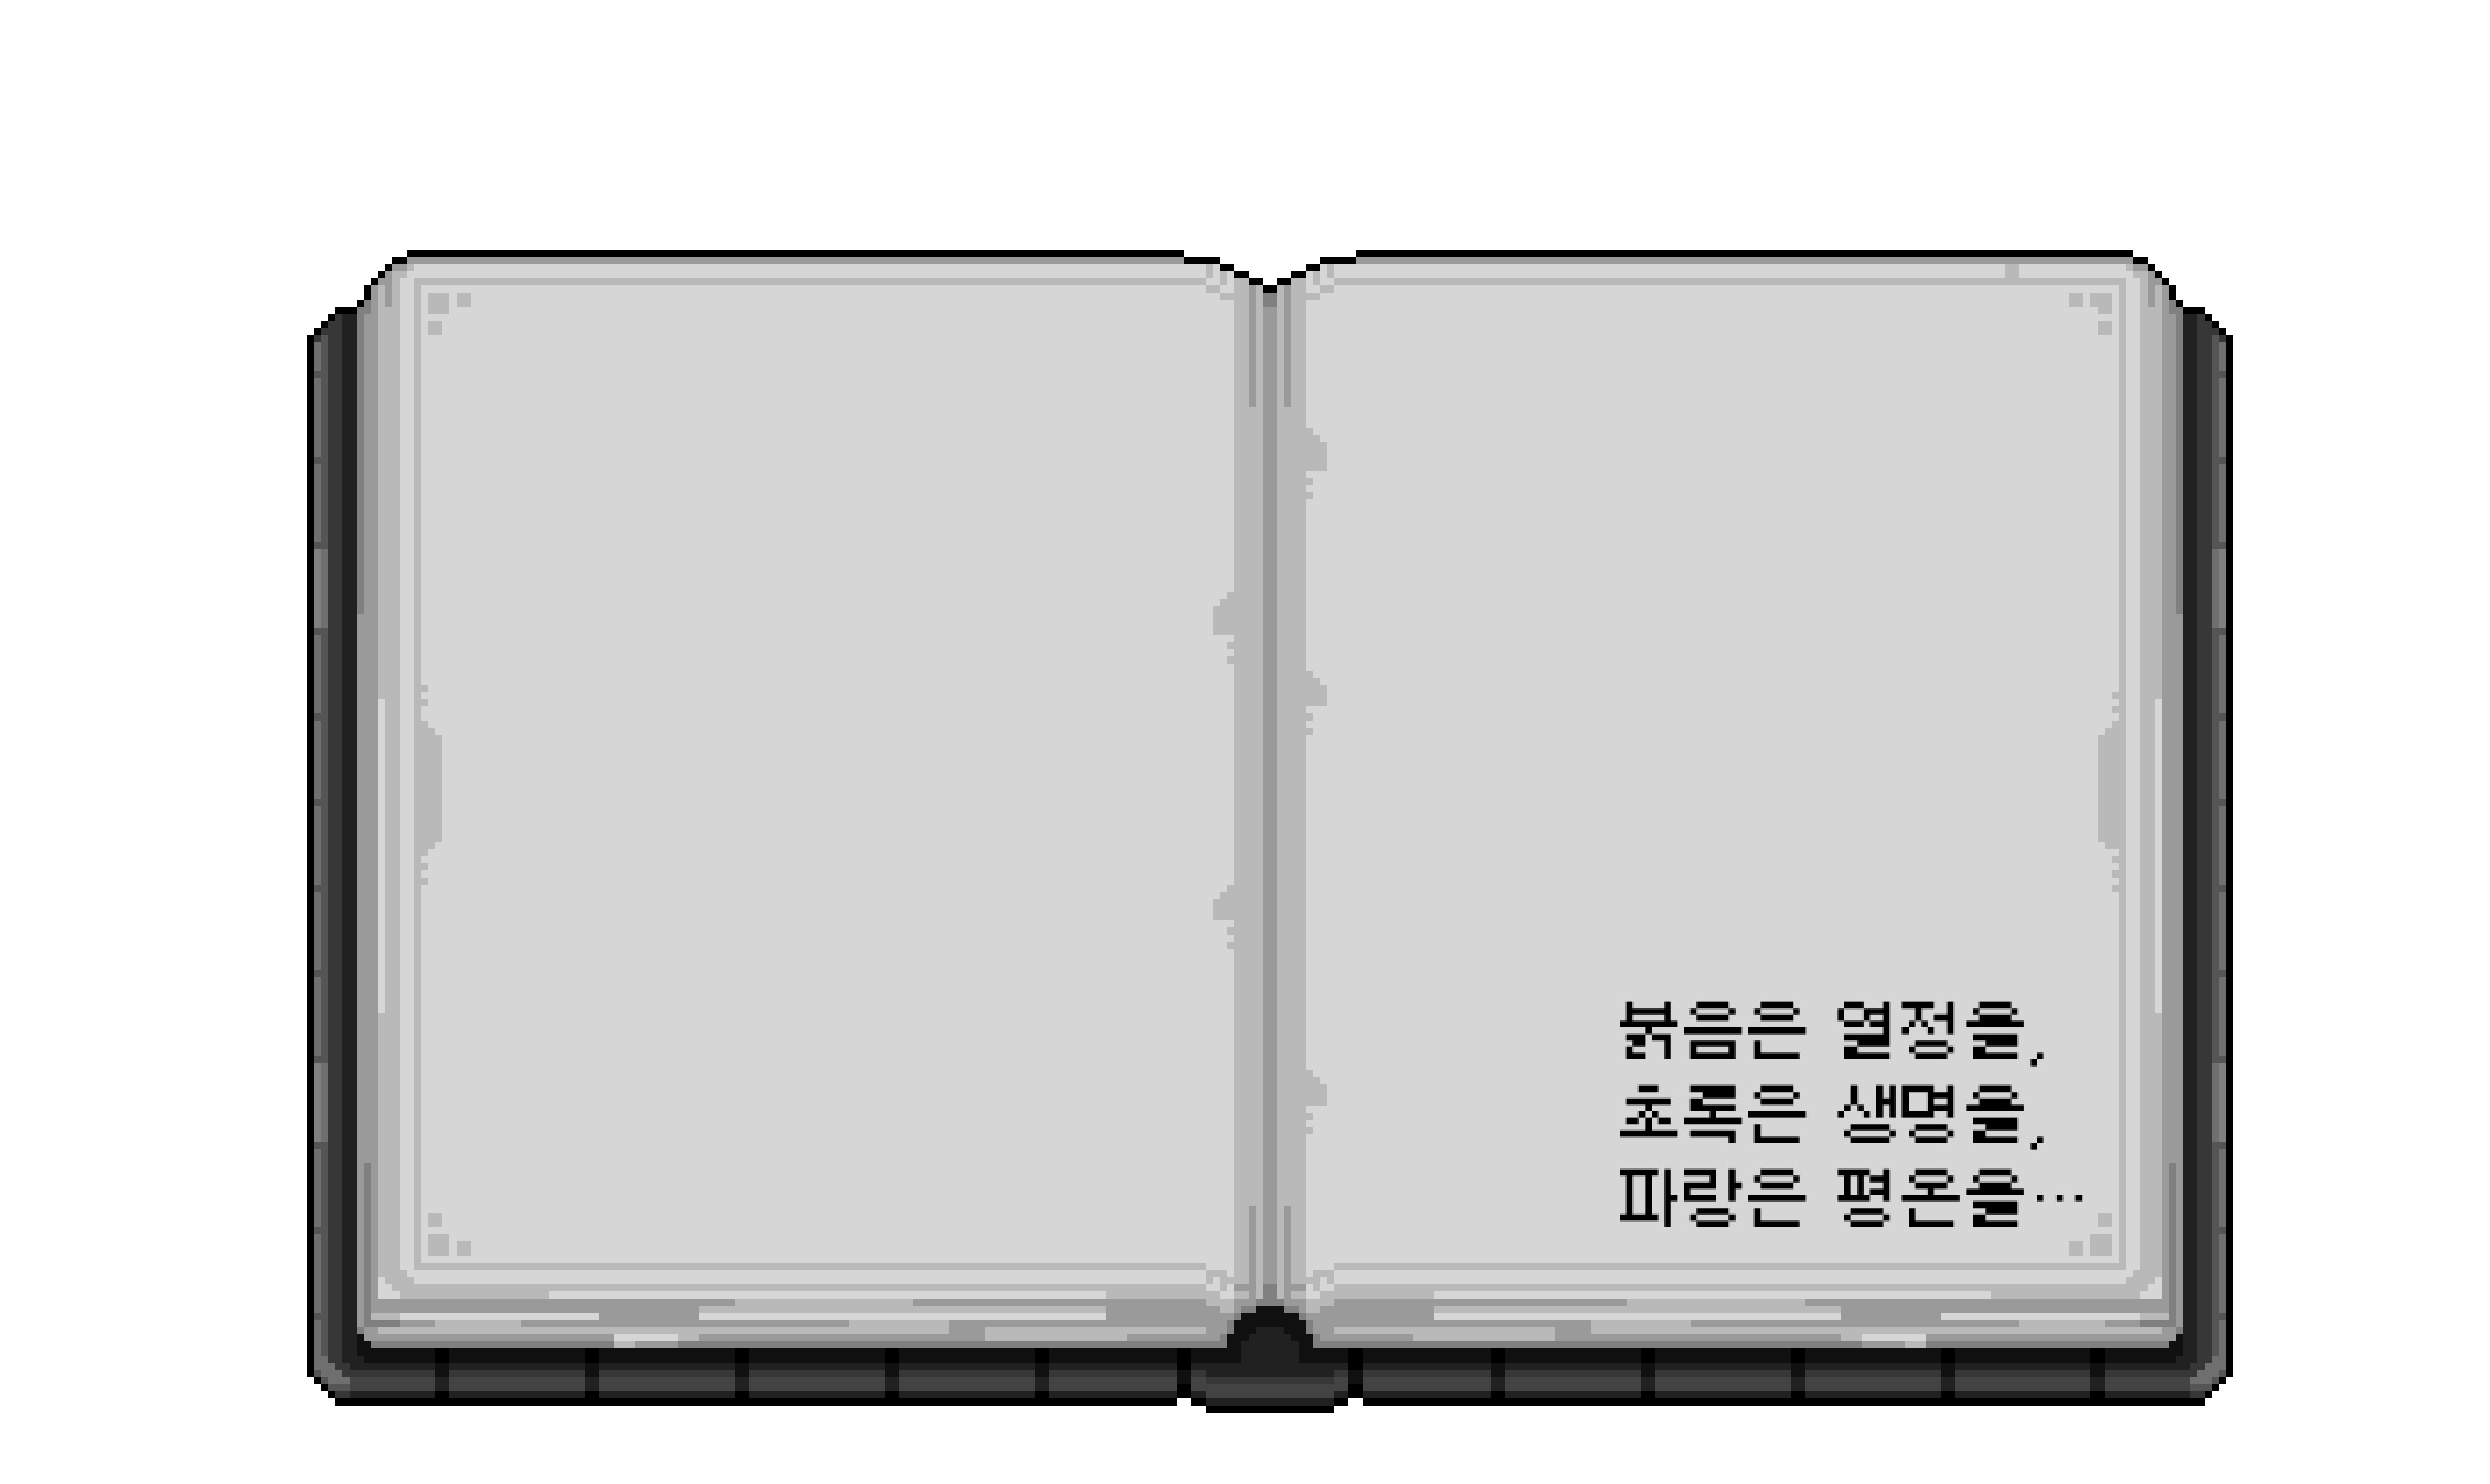 붉음은 열정을,
초록은 생명을,
파랑은 평온을…